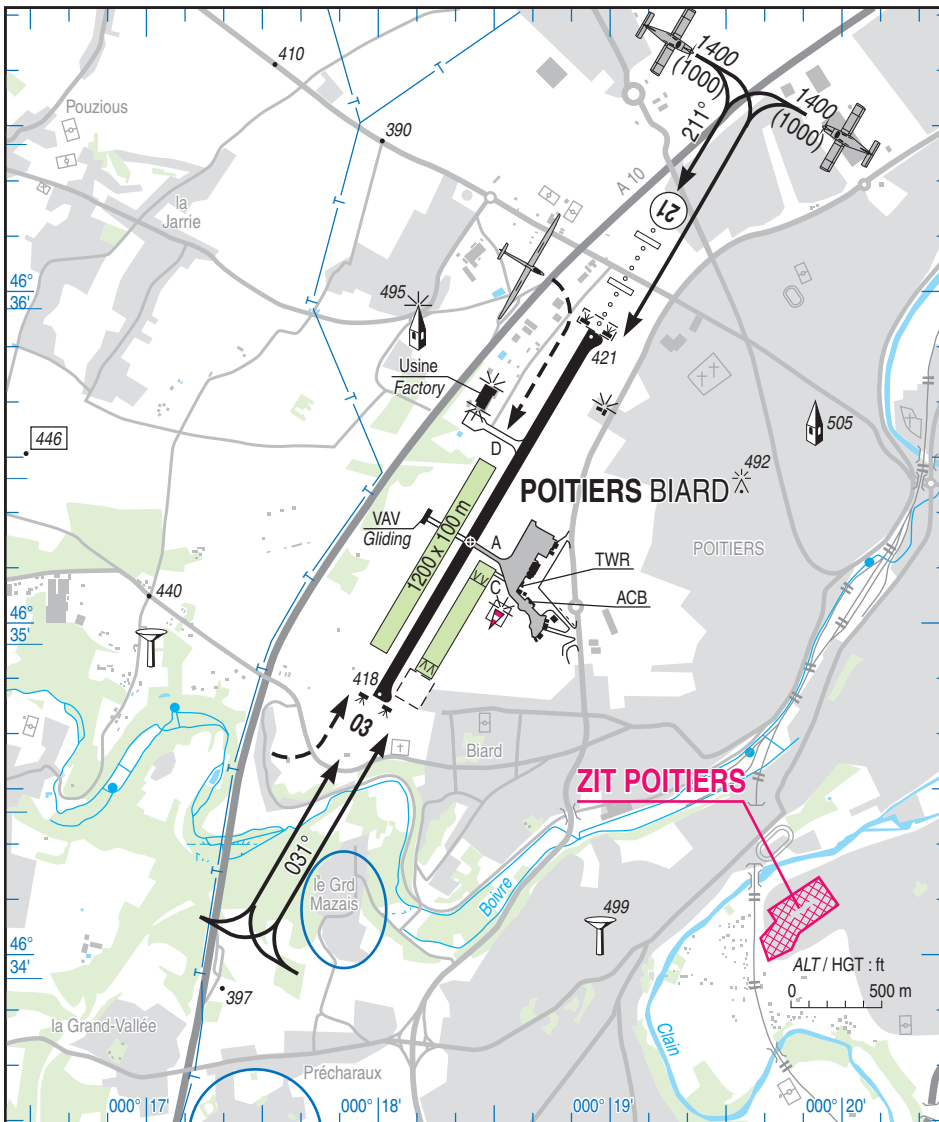 410
1400
(1000)
1400
(1000)
Pouzious
390
211°
A 10
21
la
Jarrie
46°
36'
495
421
Usine
Factory
505
446
D
492
POITIERS BIARD
VAV
Gliding
1200 x 100 m
A
POITIERS
TWR
C
ACB
440
46°
35'
418
03
Biard
ZIT POITIERS
031°
le Grd
Mazais
Boivre
499
46°
34'
ALT / HGT : ft
0 500 m
397
la Grand-Vallée
Clain
Précharaux
000° 17'
000° 18'
000° 19'
000° 20'